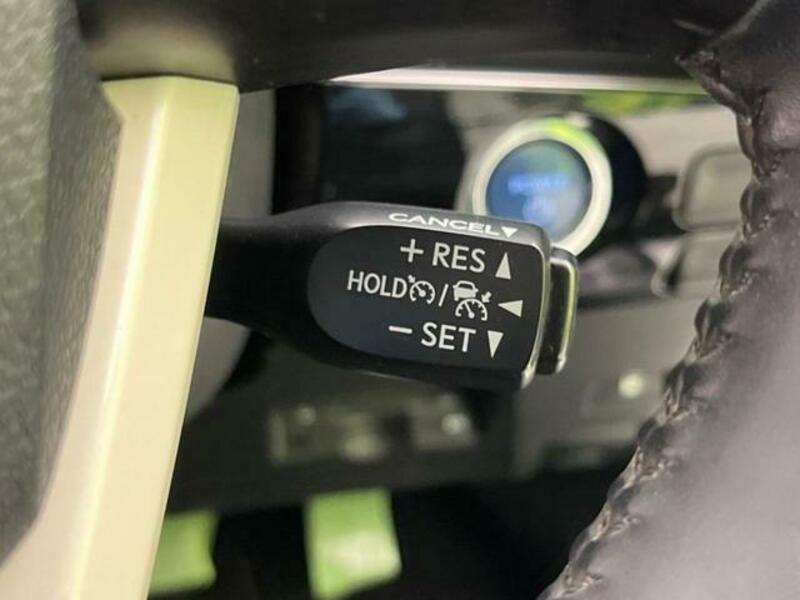 CANCEL▼
+ RES ▲
HOLD / ◀
− SET ▼